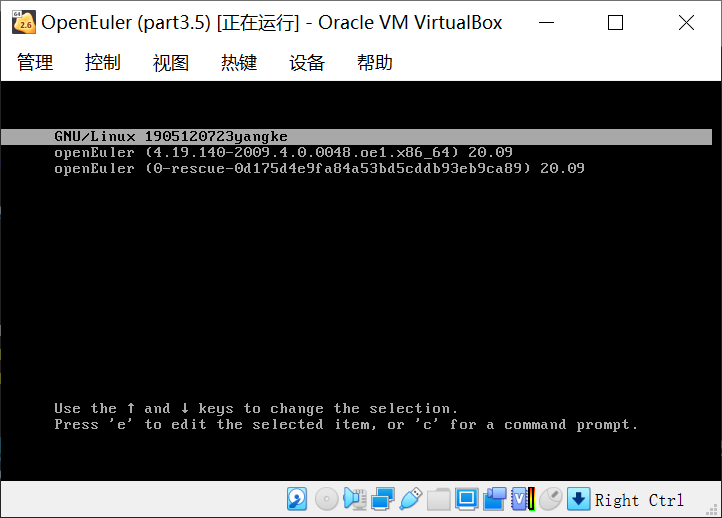 OpenEuler (part3.5) [正在运行] - Oracle VM VirtualBox
管理 控制 视图 热键 设备 帮助
GNU/Linux 1905120723yangke
openEuler (4.19.140-2009.4.0.0048.oe1.x86_64) 20.09
openEuler (0-rescue-0d175d4e9fa84a53bd5cddb93eb9ca89) 20.09
Use the ↑ and ↓ keys to change the selection.
Press 'e' to edit the selected item, or 'c' for a command prompt.
Right Ctrl